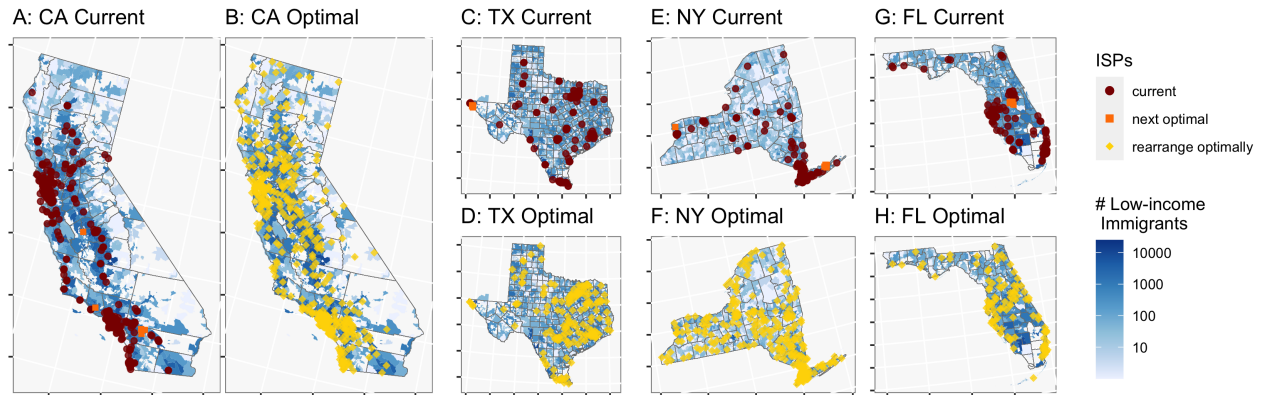 A: CA Current
B: CA Optimal
C: TX Current
E: NY Current
G: FL Current
D: TX Optimal
F: NY Optimal
H: FL Optimal
ISPs
current
next optimal
rearrange optimally
# Low-income
Immigrants
10000
1000
100
10